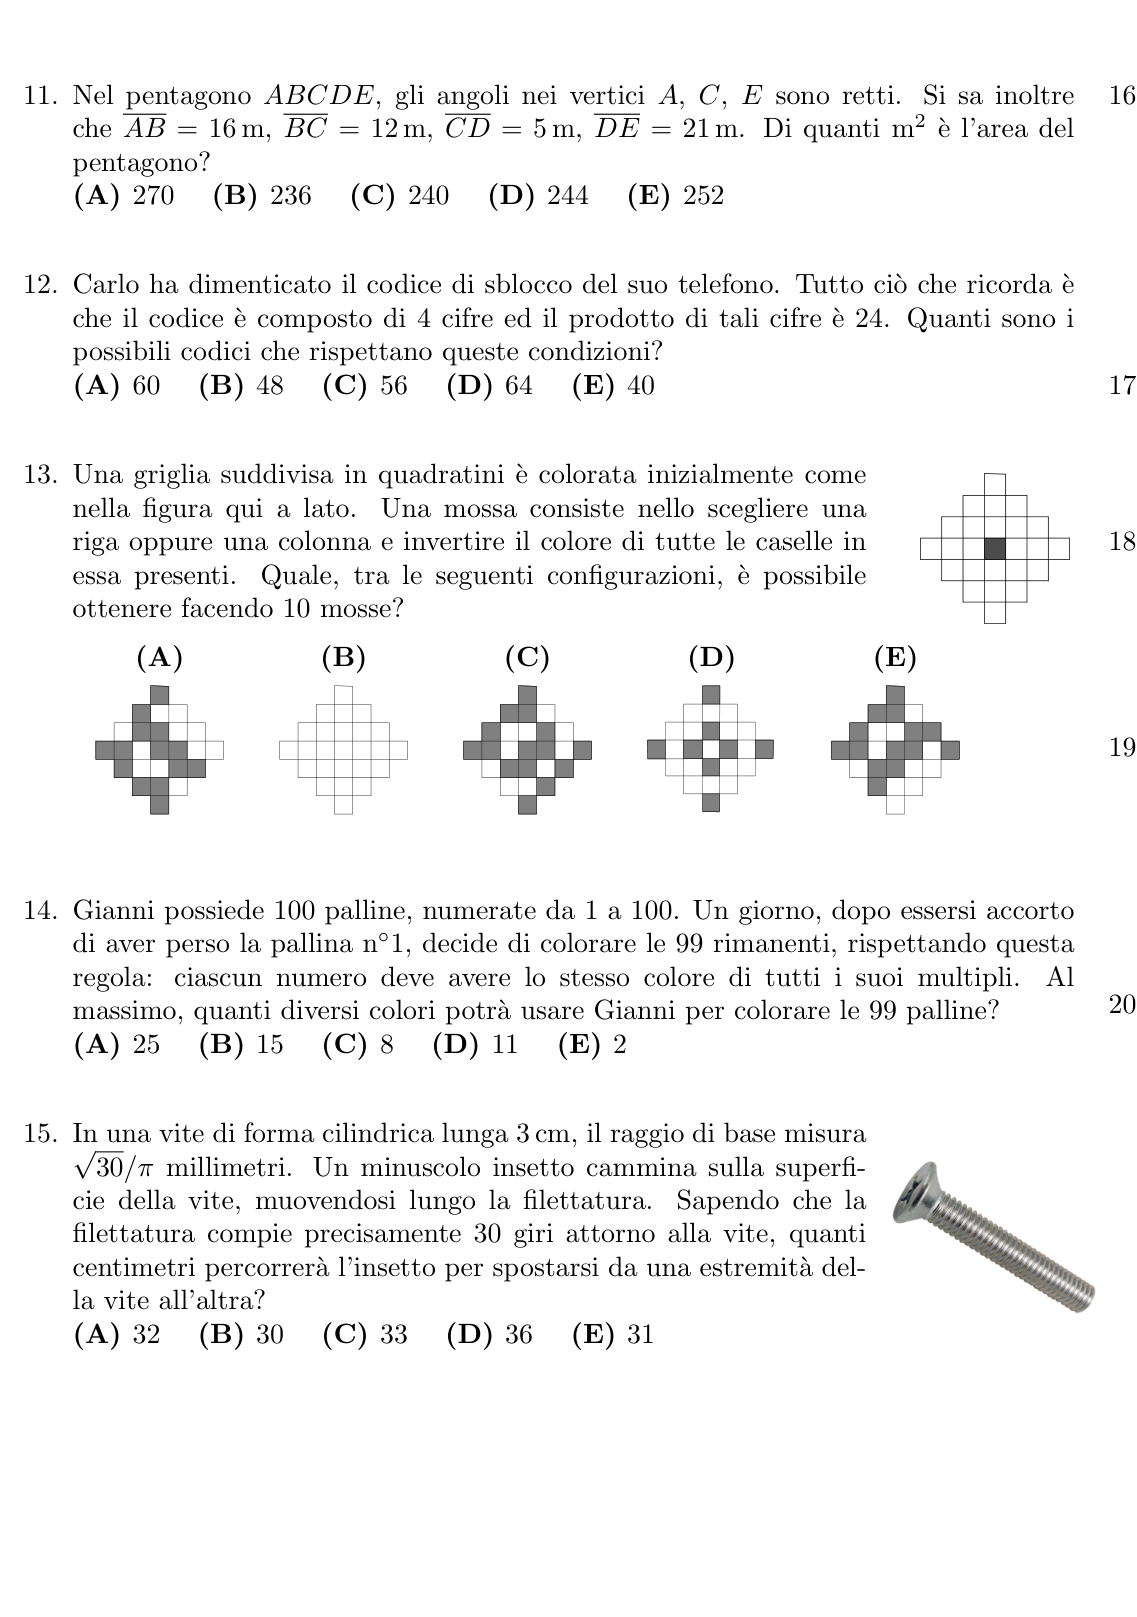 11. Nel pentagono ABCDE, gli angoli nei vertici A, C, E sono retti. Si sa inoltre
che AB = 16 m, BC = 12 m, CD = 5 m, DE = 21 m. Di quanti m² è l'area del
pentagono?
(A) 270 (B) 236 (C) 240 (D) 244 (E) 252
12. Carlo ha dimenticato il codice di sblocco del suo telefono. Tutto ciò che ricorda è
che il codice è composto di 4 cifre ed il prodotto di tali cifre è 24. Quanti sono i
possibili codici che rispettano queste condizioni?
(A) 60 (B) 48 (C) 56 (D) 64 (E) 40
13. Una griglia suddivisa in quadratini è colorata inizialmente come
nella figura qui a lato. Una mossa consiste nello scegliere una
riga oppure una colonna e invertire il colore di tutte le caselle in
essa presenti. Quale, tra le seguenti configurazioni, è possibile
ottenere facendo 10 mosse?
(A) (B) (C) (D) (E)
14. Gianni possiede 100 palline, numerate da 1 a 100. Un giorno, dopo essersi accorto
di aver perso la pallina n°1, decide di colorare le 99 rimanenti, rispettando questa
regola: ciascun numero deve avere lo stesso colore di tutti i suoi multipli. Al
massimo, quanti diversi colori potrà usare Gianni per colorare le 99 palline?
(A) 25 (B) 15 (C) 8 (D) 11 (E) 2
15. In una vite di forma cilindrica lunga 3 cm, il raggio di base misura
√30/π millimetri. Un minuscolo insetto cammina sulla superfi-
cie della vite, muovendosi lungo la filettatura. Sapendo che la
filettatura compie precisamente 30 giri attorno alla vite, quanti
centimetri percorrerà l'insetto per spostarsi da una estremità del-
la vite all'altra?
(A) 32 (B) 30 (C) 33 (D) 36 (E) 31
16
17
18
19
20